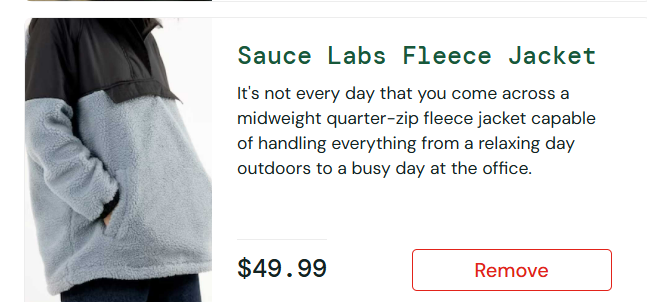 Sauce Labs Fleece Jacket
It's not every day that you come across a
midweight quarter-zip fleece jacket capable
of handling everything from a relaxing day
outdoors to a busy day at the office.
$49.99
Remove